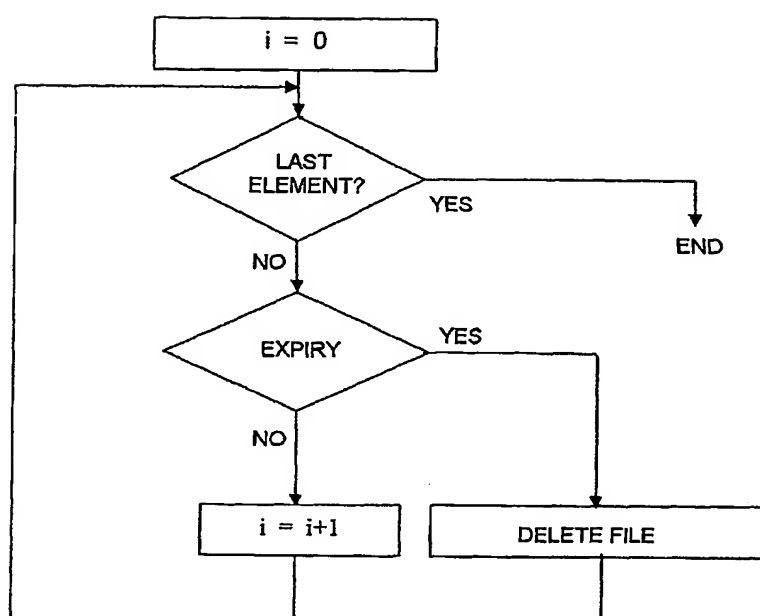 i = 0
LAST
ELEMENT?
YES
END
NO
EXPIRY
YES
NO
i = i+1
DELETE FILE